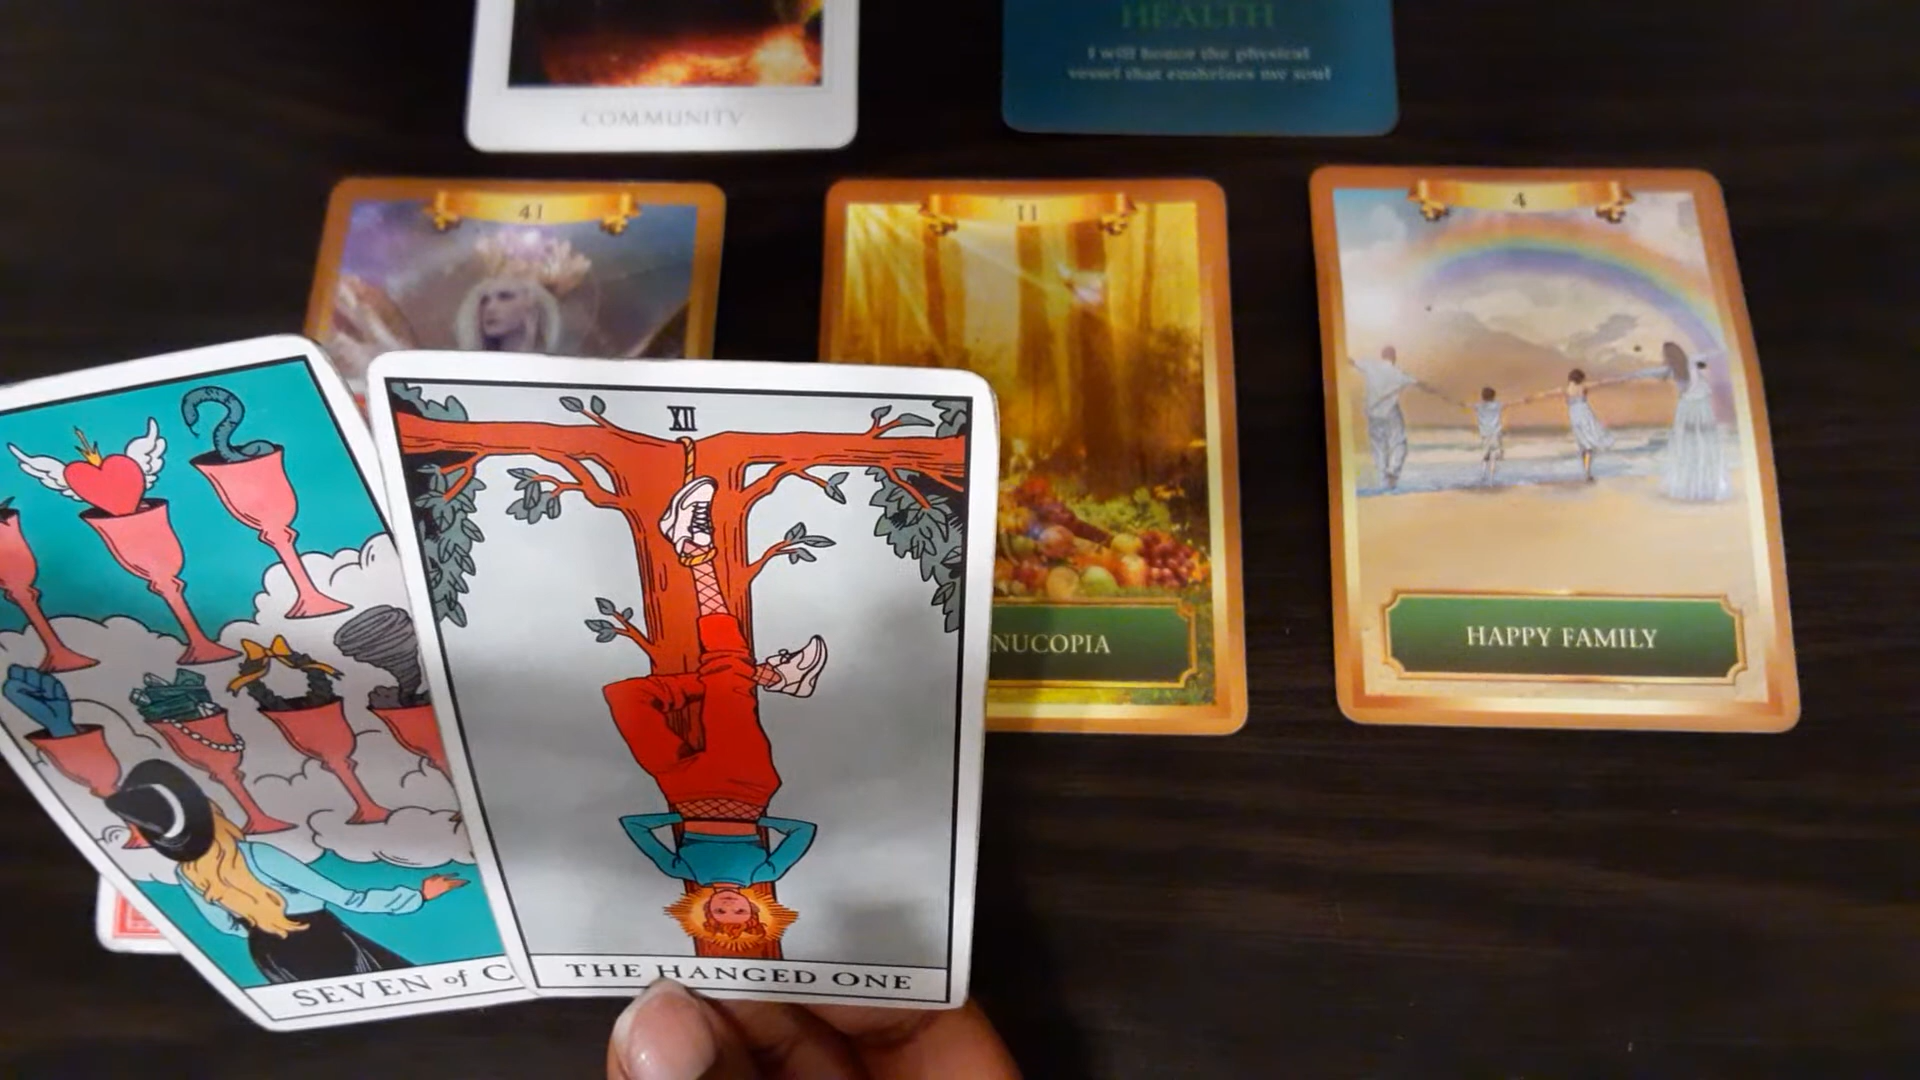 COMMUNITY
HEALTH
I will honor the physical
vessel that enshrines my soul
41
11
4
XII
NUCOPIA
HAPPY FAMILY
SEVEN of C
THE HANGED ONE